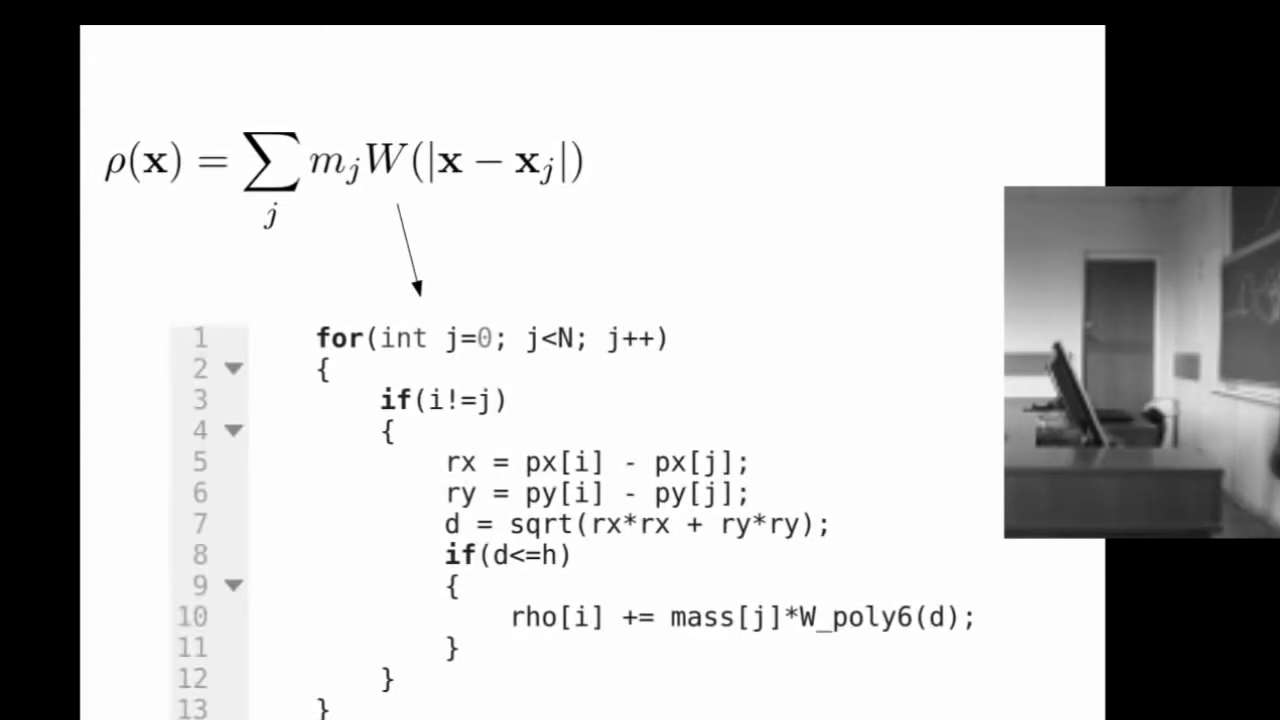 ρ(x) = ∑_j m_j W(|x − x_j|)
1 for(int j=0; j<N; j++)
2 {
3 if(i!=j)
4 {
5 rx = px[i] - px[j];
6 ry = py[i] - py[j];
7 d = sqrt(rx*rx + ry*ry);
8 if(d<=h)
9 {
10 rho[i] += mass[j]*W_poly6(d);
11 }
12 }
13 }